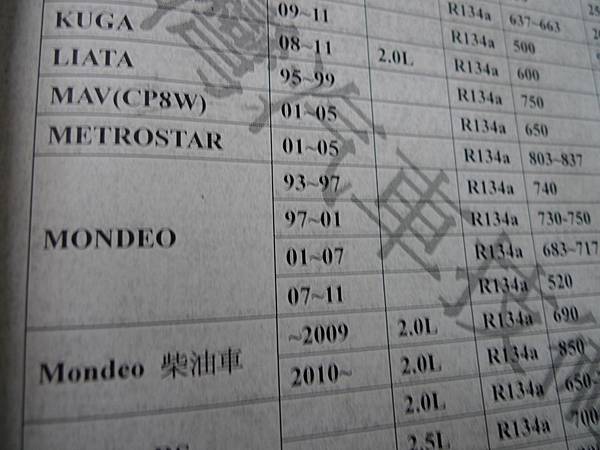 R134a 637~663 25
09~11 R134a 500
KUGA 08~11 2.0L R134a 600
LIATA 95~99 R134a 750
MAV(CP8W) 01~05 R134a 650
METROSTAR 01~05 R134a 803~837
93~97 R134a 740
97~01 R134a 730-750
MONDEO 01~07 R134a 683~717
07~11 R134a 520
~2009 2.0L R134a 690
Mondeo 柴油車 2010~ 2.0L R134a 850
2.0L R134a 650-
2.5L R134a 700